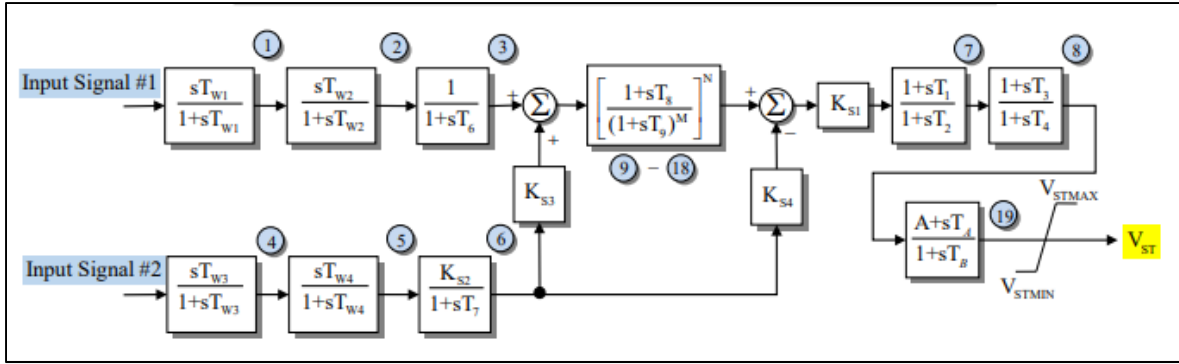 Input Signal #1
1
sT_W1
1+sT_W1
2
sT_W2
1+sT_W2
3
1
1+sT_6
+
Σ
+
[ 1+sT_8 ]^N
(1+sT_9)^M
9 – 18
+
Σ
−
K_S1
7
1+sT_1
1+sT_2
8
1+sT_3
1+sT_4
K_S3
K_S4
Input Signal #2
4
sT_W3
1+sT_W3
5
sT_W4
1+sT_W4
6
K_S2
1+sT_7
A+sT_A
1+sT_B
19
V_STMAX
V_STMIN
V_ST